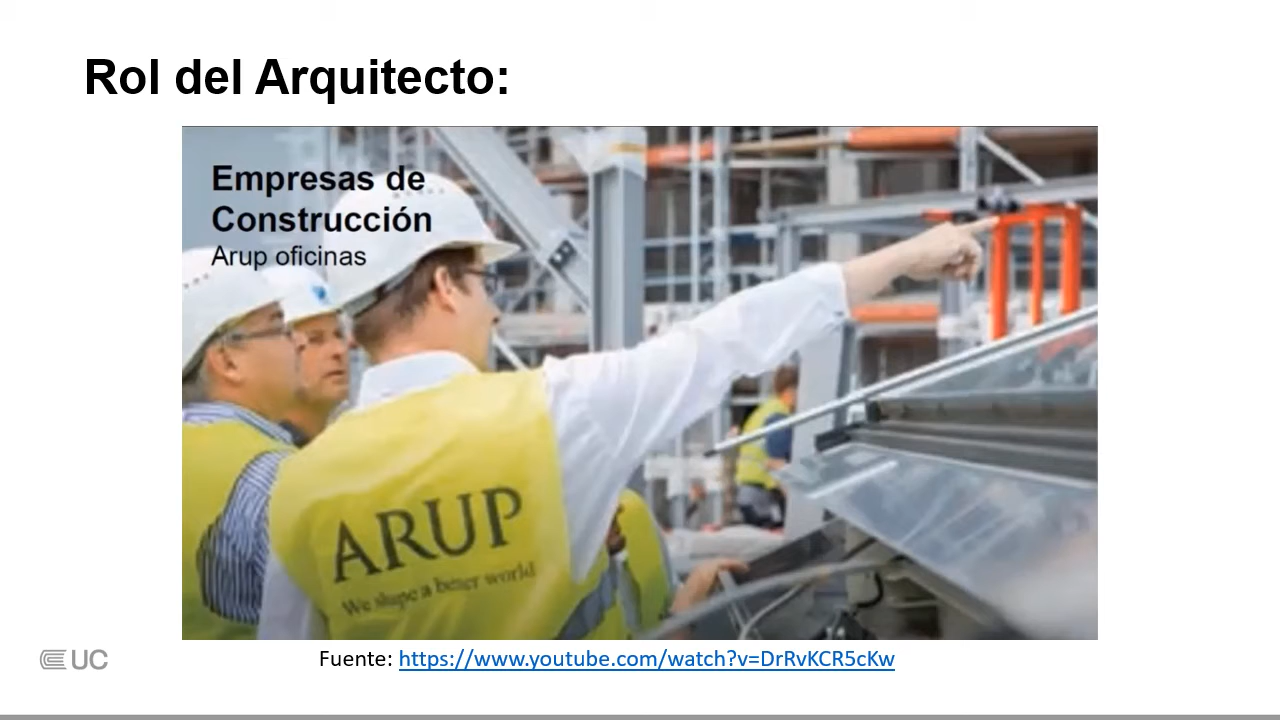 Rol del Arquitecto:
Empresas de
Construcción
Arup oficinas
ARUP
We shape a better world
UC
Fuente: https://www.youtube.com/watch?v=DrRvKCR5cKw